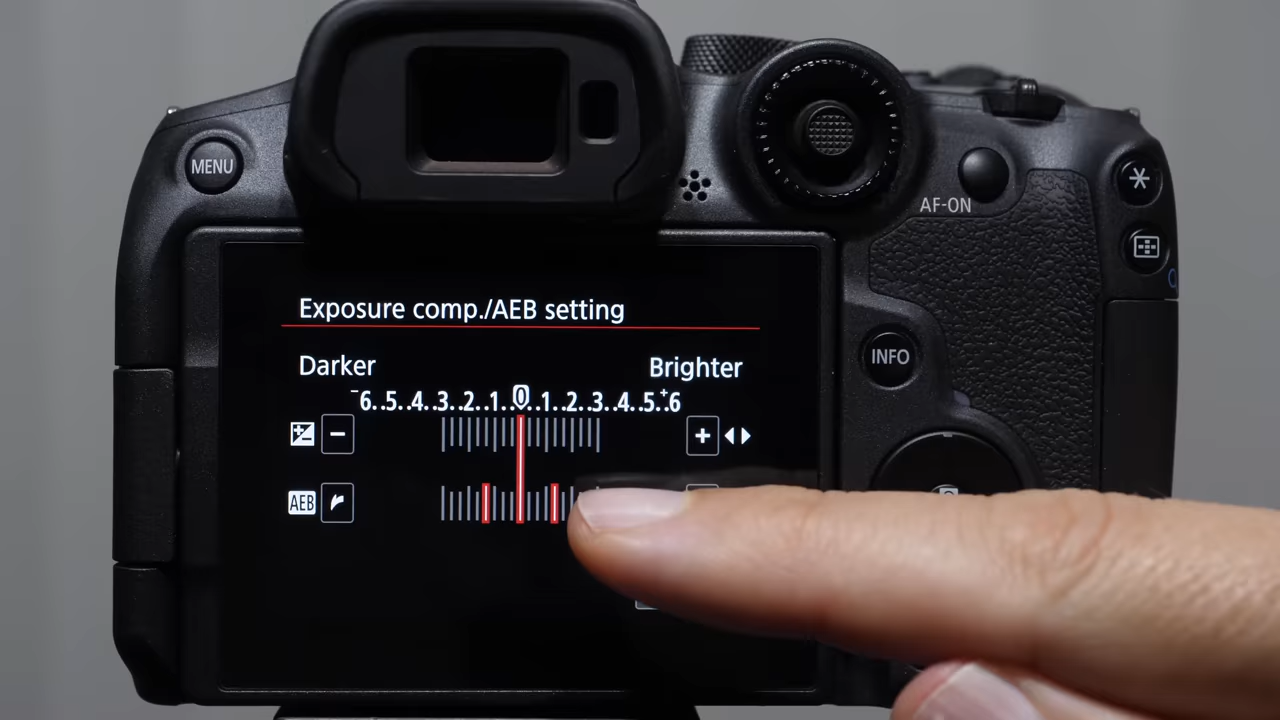 MENU
AF-ON
Exposure comp./AEB setting
INFO
Darker Brighter
-6..5..4..3..2..1..0..1..2..3..4..5..+6
− +
AEB